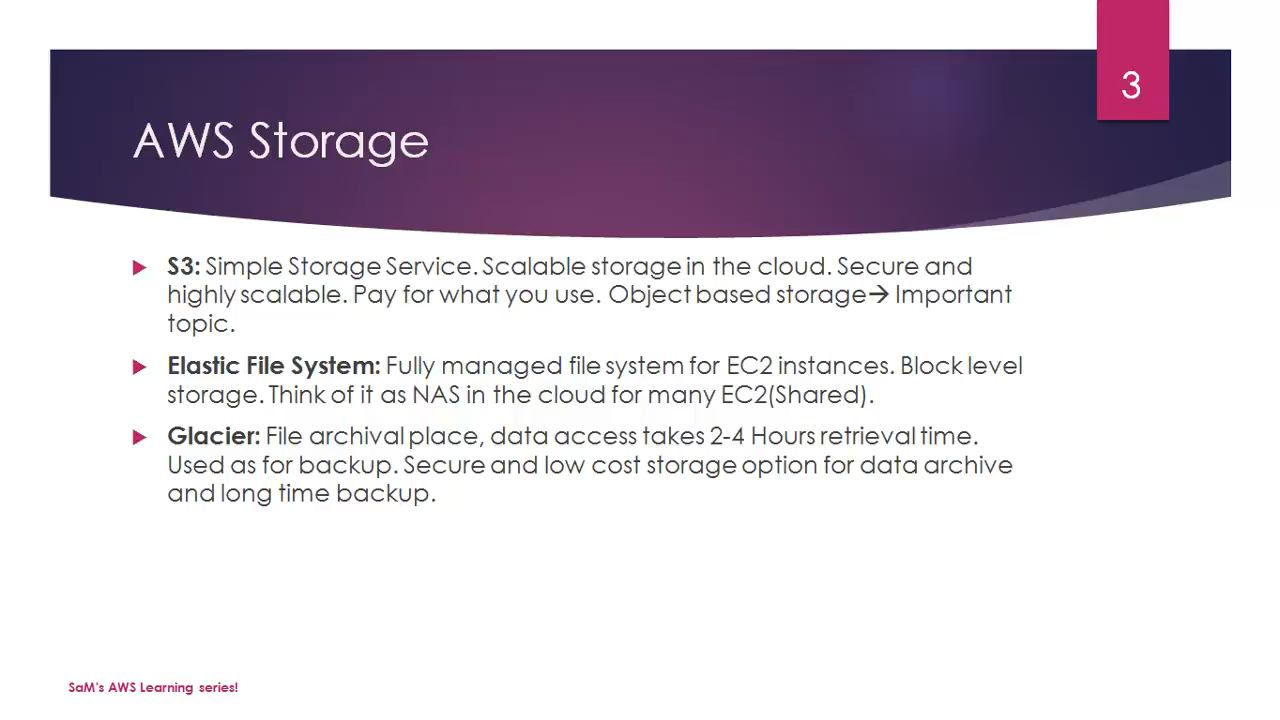 3
AWS Storage
S3: Simple Storage Service. Scalable storage in the cloud. Secure and
highly scalable. Pay for what you use. Object based storage→ Important
topic.
Elastic File System: Fully managed file system for EC2 instances. Block level
storage. Think of it as NAS in the cloud for many EC2(Shared).
Glacier: File archival place, data access takes 2-4 Hours retrieval time.
Used as for backup. Secure and low cost storage option for data archive
and long time backup.
SaM's AWS Learning series!